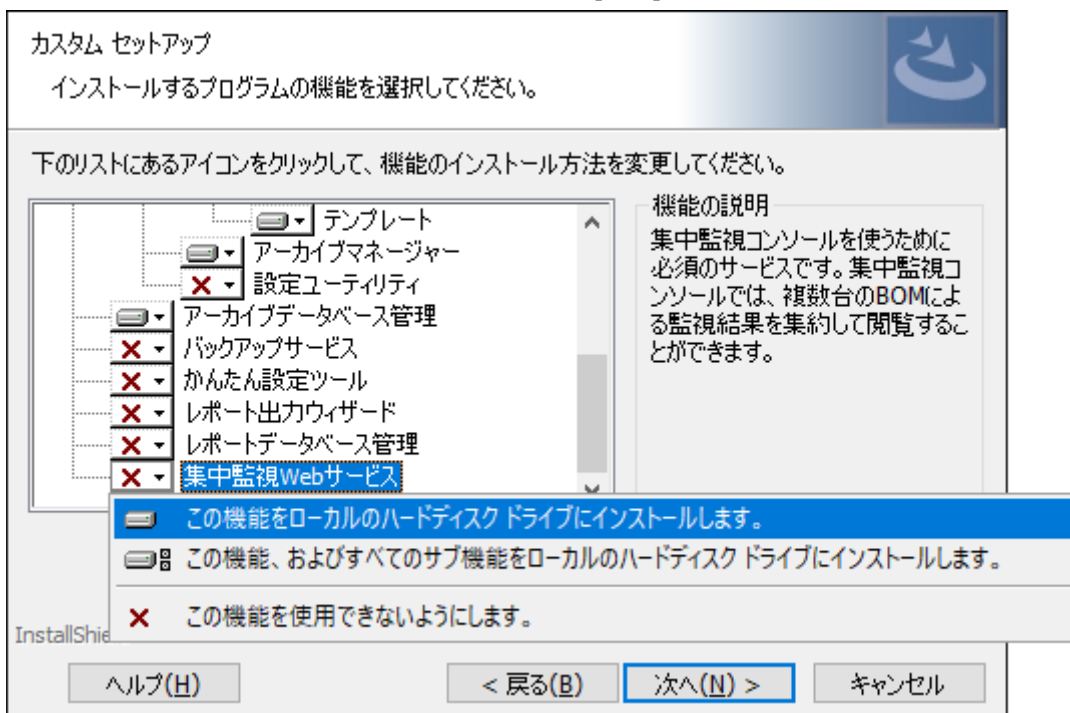 カスタム セットアップ
インストールするプログラムの機能を選択してください。
下のリストにあるアイコンをクリックして、機能のインストール方法を変更してください。
テンプレート
アーカイブマネージャー
設定ユーティリティ
アーカイブデータベース管理
バックアップサービス
かんたん設定ツール
レポート出力ウィザード
レポートデータベース管理
集中監視Webサービス
機能の説明
集中監視コンソールを使うために
必須のサービスです。集中監視コ
ンソールでは、複数台のBOMによ
る監視結果を集約して閲覧するこ
とができます。
この機能をローカルのハードディスク ドライブにインストールします。
この機能、およびすべてのサブ機能をローカルのハードディスク ドライブにインストールします。
この機能を使用できないようにします。
InstallShie
ヘルプ(H)
< 戻る(B)
次へ(N) >
キャンセル